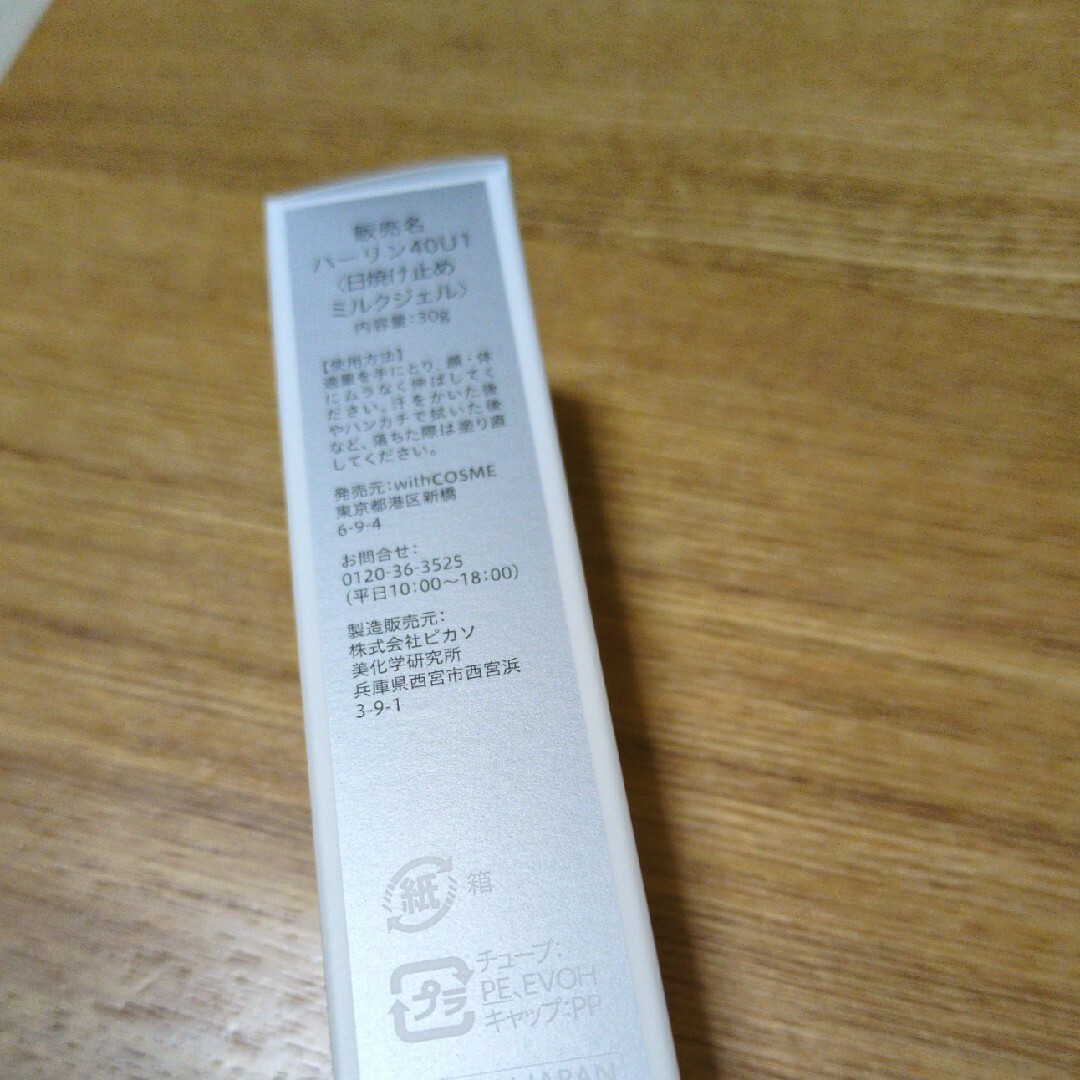 販売名
ハーリン40U1
〈日焼け止め
ミルクジェル〉
内容量:30g
【使用方法】
適量を手にとり、顔・体
にムラなく伸ばしてく
ださい。汗をかいた後
やハンカチで拭いた後
など、落ちた際は塗り直
してください。
発売元:withCOSME
東京都港区新橋
6-9-4
お問合せ:
0120-36-3525
(平日10:00〜18:00)
製造販売元:
株式会社ピカソ
美化学研究所
兵庫県西宮市西宮浜
3-9-1
紙 箱
プラ チューブ:
PE、EVOH
キャップ:PP
JAPAN